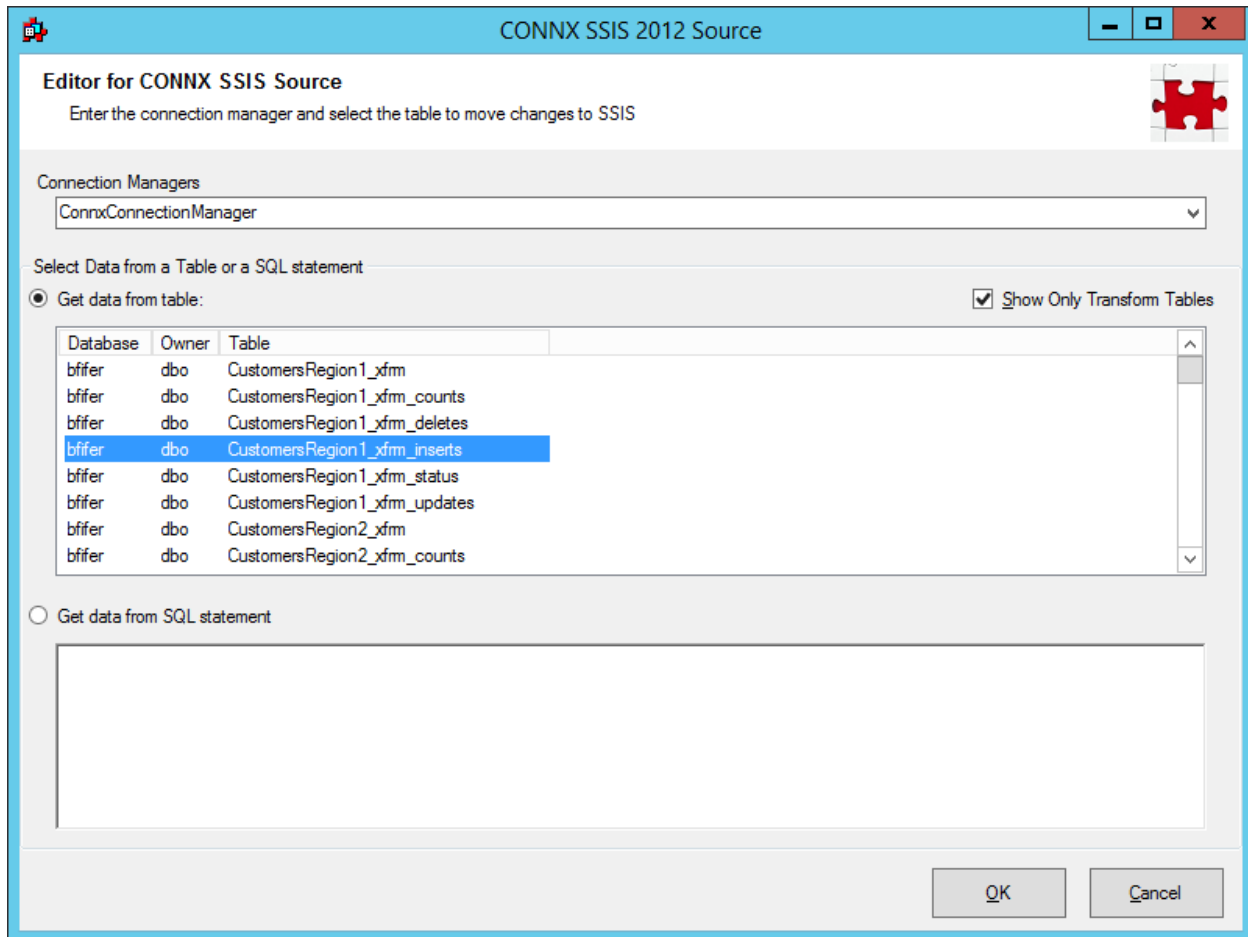 CONNX SSIS 2012 Source
Editor for CONNX SSIS Source
Enter the connection manager and select the table to move changes to SSIS
Connection Managers
ConnxConnectionManager
Select Data from a Table or a SQL statement
Get data from table: Show Only Transform Tables
Database Owner Table
bfifer dbo CustomersRegion1_xfrm
bfifer dbo CustomersRegion1_xfrm_counts
bfifer dbo CustomersRegion1_xfrm_deletes
bfifer dbo CustomersRegion1_xfrm_inserts
bfifer dbo CustomersRegion1_xfrm_status
bfifer dbo CustomersRegion1_xfrm_updates
bfifer dbo CustomersRegion2_xfrm
bfifer dbo CustomersRegion2_xfrm_counts
Get data from SQL statement
OK Cancel